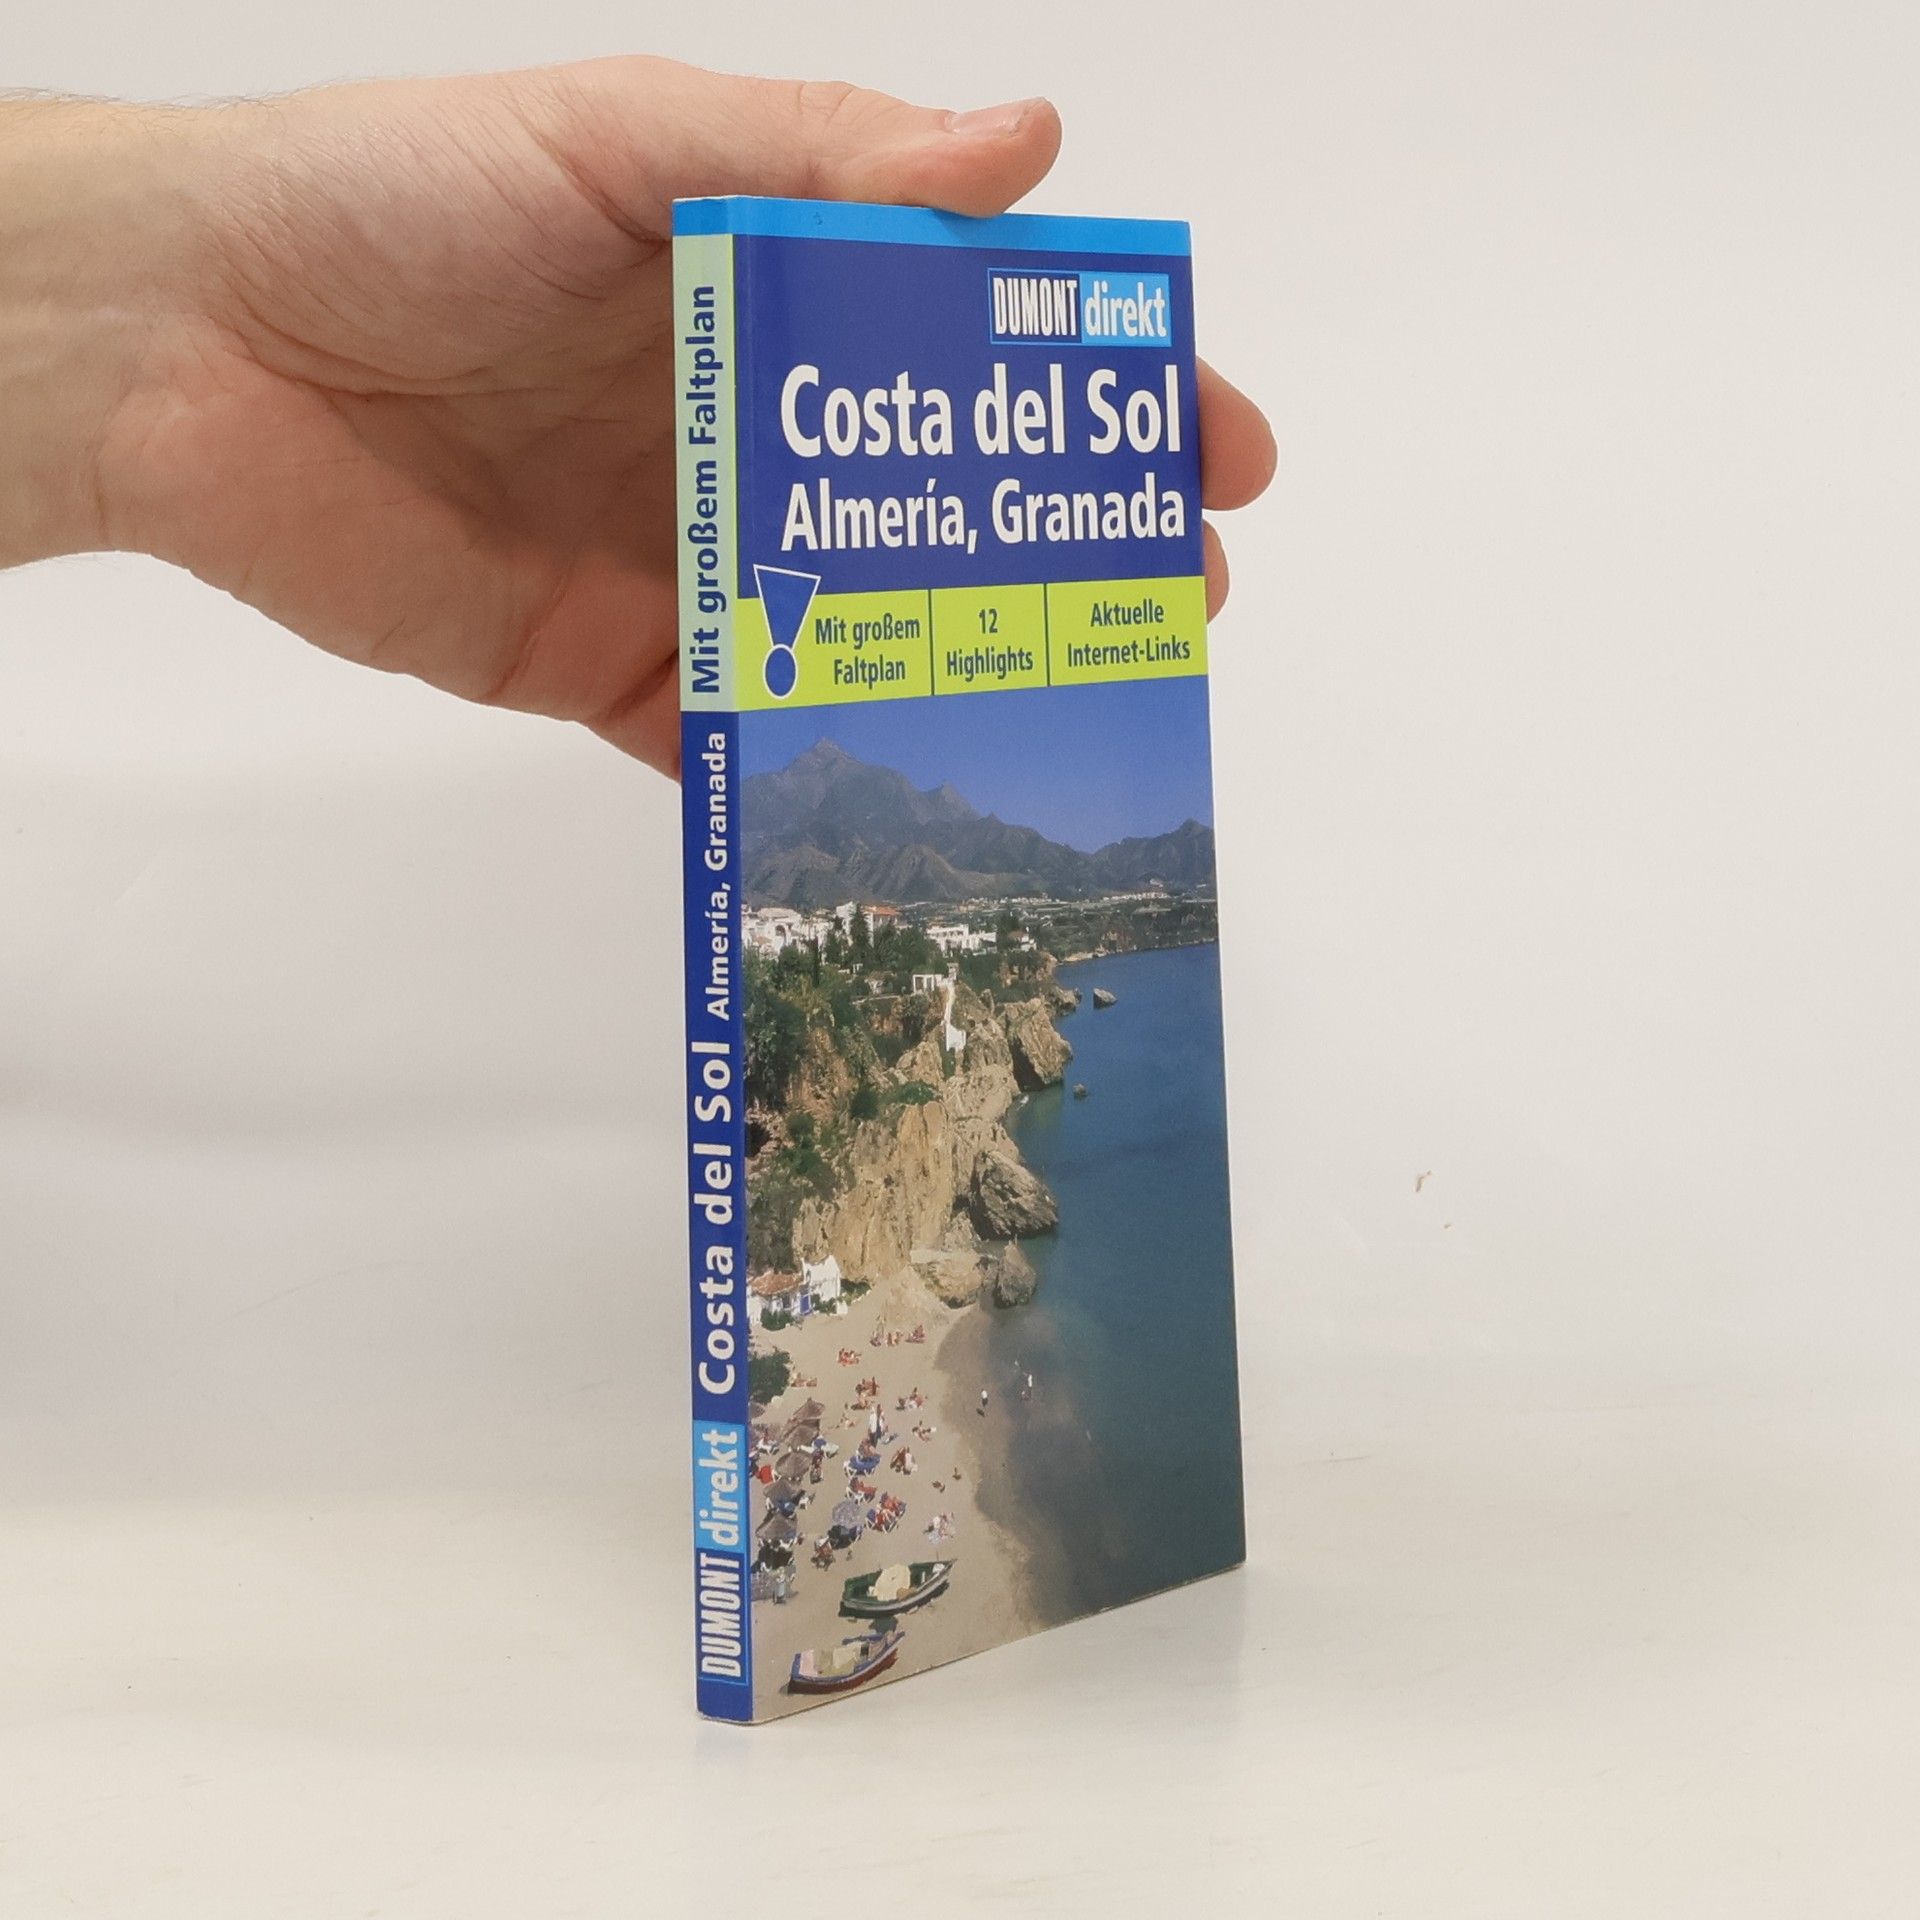 DUMONT direkt
Costa del Sol
Almería, Granada
Mit großem
Faltplan
12
Highlights
Aktuelle
Internet-Links
Mit großem Faltplan
DUMONT direkt Costa del Sol Almería, Granada